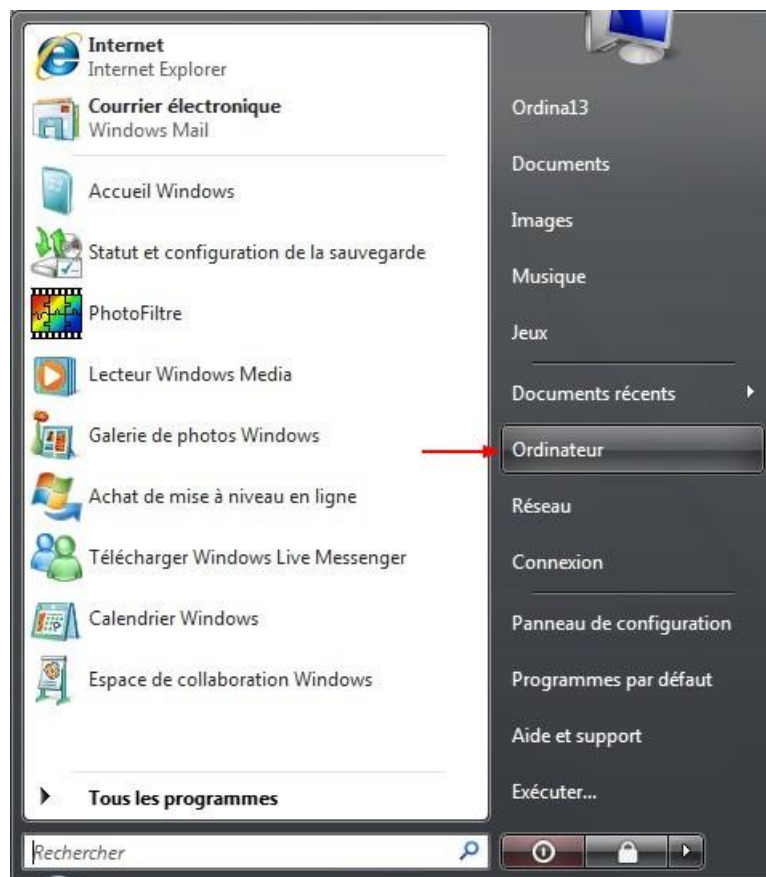 Internet
Internet Explorer
Courrier électronique
Windows Mail
Accueil Windows
Statut et configuration de la sauvegarde
PhotoFiltre
Lecteur Windows Media
Galerie de photos Windows
Achat de mise à niveau en ligne
Télécharger Windows Live Messenger
Calendrier Windows
Espace de collaboration Windows
Tous les programmes
Rechercher
Ordina13
Documents
Images
Musique
Jeux
Documents récents
Ordinateur
Réseau
Connexion
Panneau de configuration
Programmes par défaut
Aide et support
Exécuter...